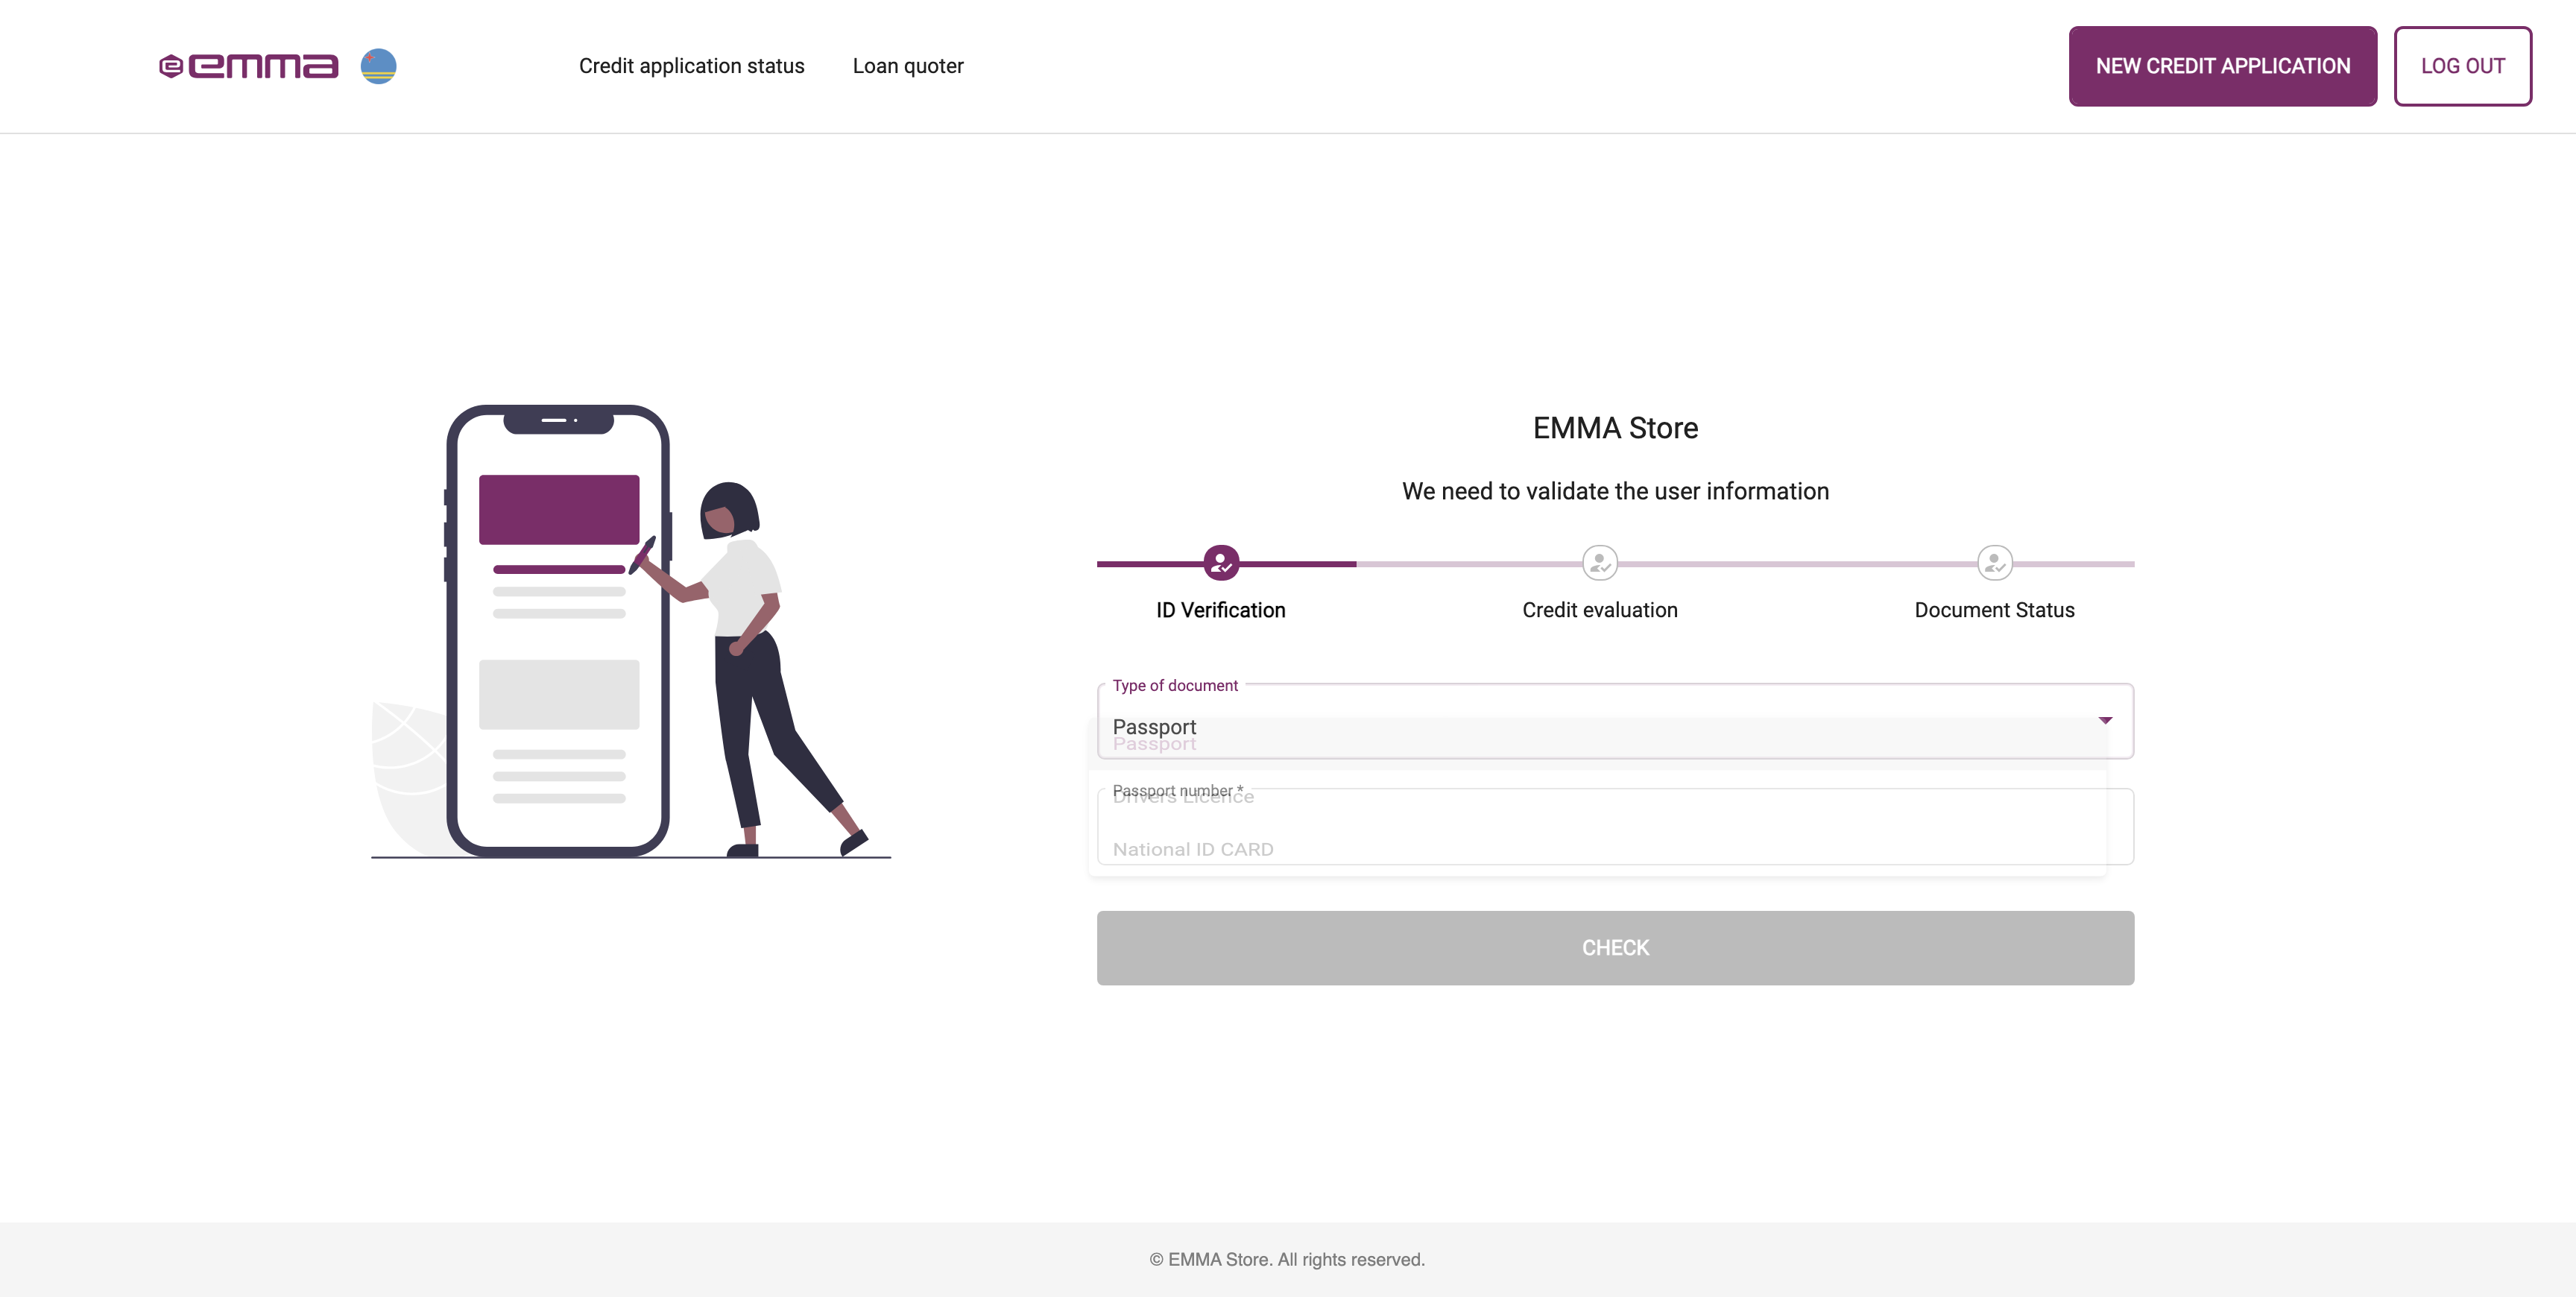 emma
Credit application status
Loan quoter
NEW CREDIT APPLICATION
LOG OUT
EMMA Store
We need to validate the user information
ID Verification
Credit evaluation
Document Status
Type of document
Passport
Passport
Passport number *
Drivers Licence
National ID CARD
CHECK
© EMMA Store. All rights reserved.